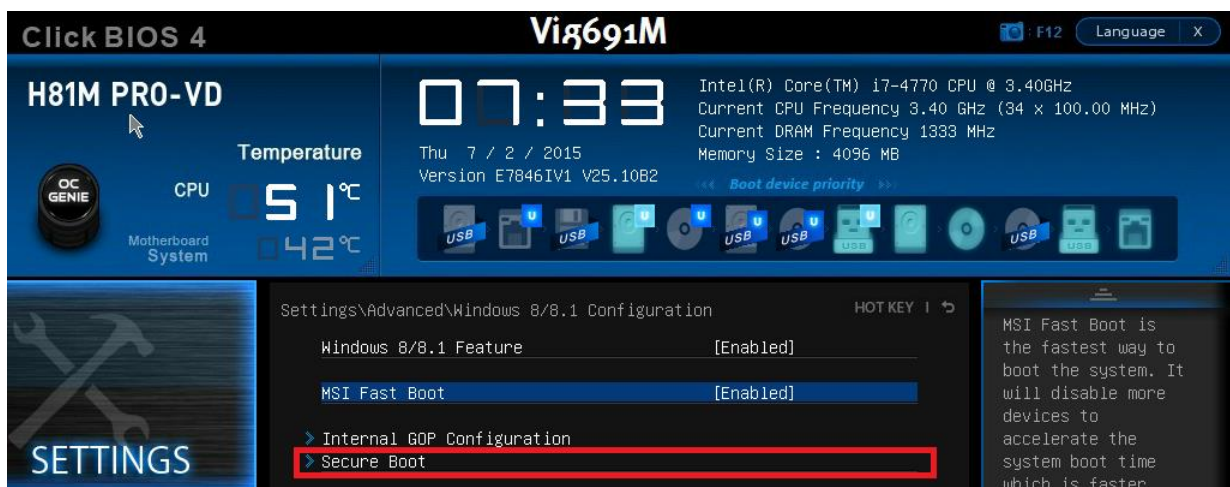 Click BIOS 4
Vig691M
: F12 Language X
H81M PRO-VD
07:33
Intel(R) Core(TM) i7-4770 CPU @ 3.40GHz
Current CPU Frequency 3.40 GHz (34 x 100.00 MHz)
Current DRAM Frequency 1333 MHz
Memory Size : 4096 MB
Thu 7 / 2 / 2015
Version E7846IV1 V25.10B2
Temperature
OC GENIE
CPU 51°C
Motherboard System 42°C
Boot device priority
USB U USB U U USB U USB U USB U USB USB
Settings\Advanced\Windows 8/8.1 Configuration
HOT KEY
Windows 8/8.1 Feature [Enabled]
MSI Fast Boot [Enabled]
Internal GOP Configuration
Secure Boot
SETTINGS
MSI Fast Boot is
the fastest way to
boot the system. It
will disable more
devices to
accelerate the
system boot time
which is faster